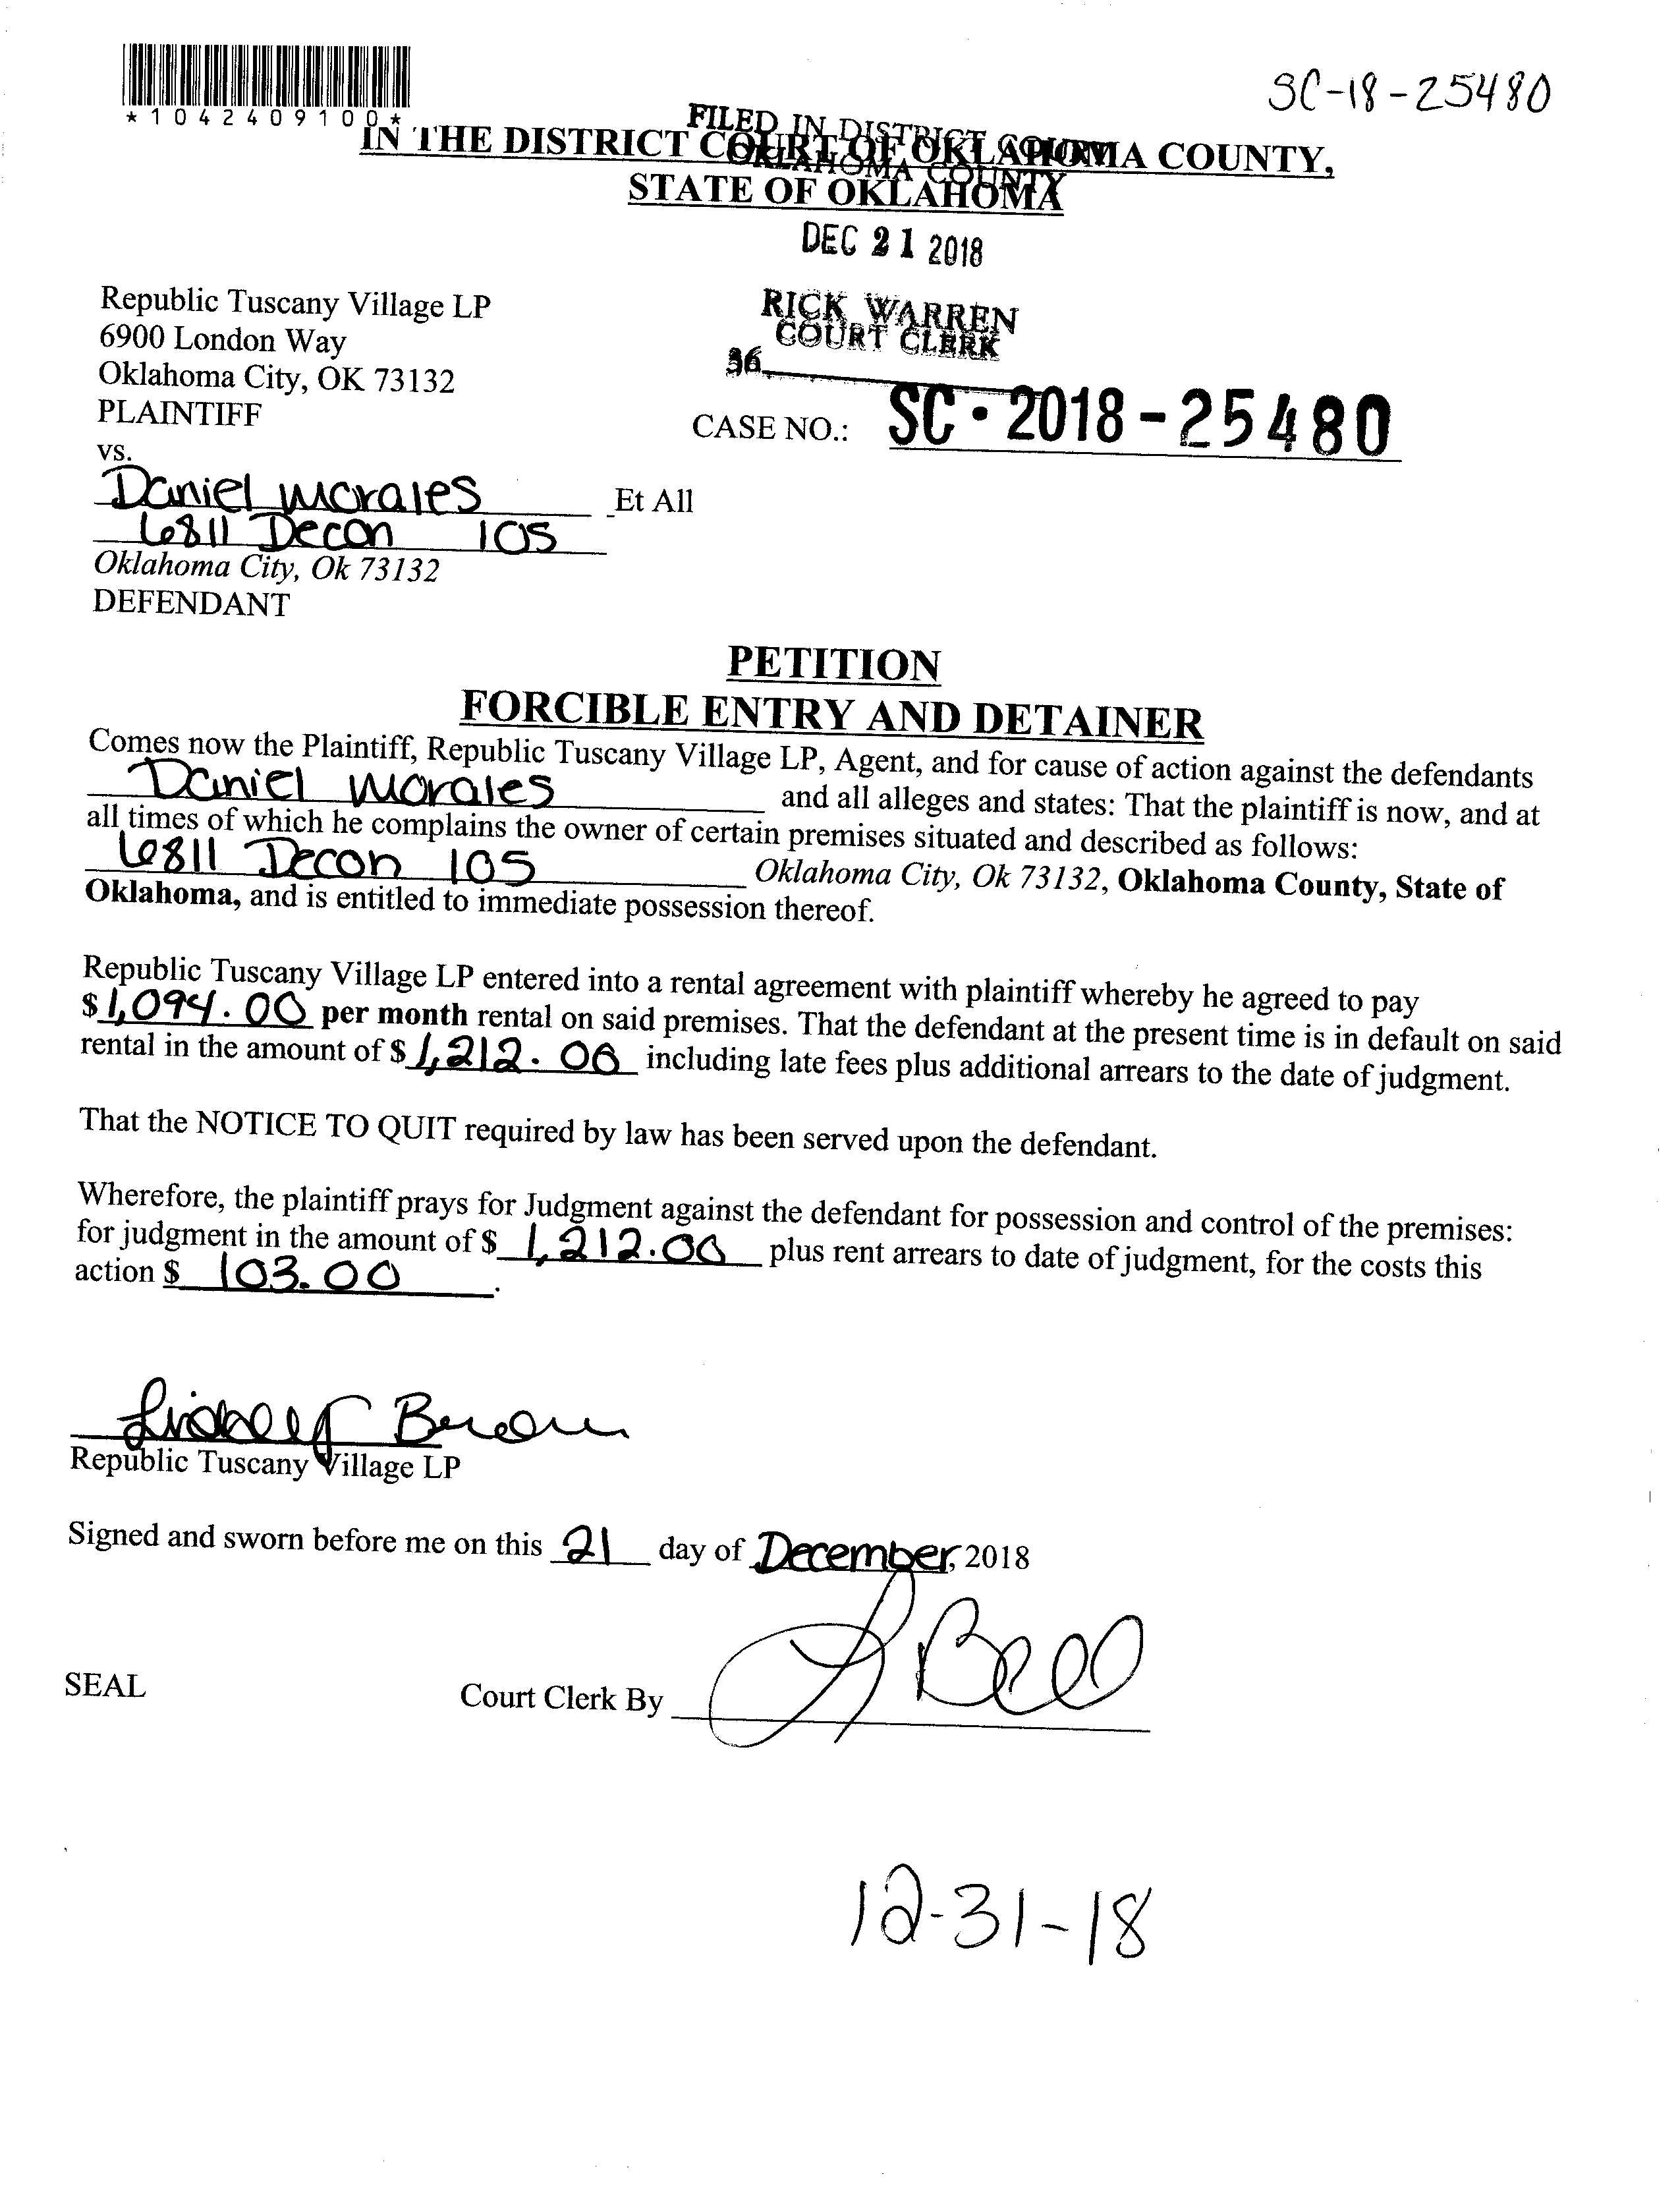 SC-18-25480
*1042409100*
FILED IN DISTRICT COURT
OKLAHOMA COUNTY
IN THE DISTRICT COURT OF OKLAHOMA COUNTY,
STATE OF OKLAHOMA
DEC 21 2018
RICK WARREN
COURT CLERK
36
Republic Tuscany Village LP
6900 London Way
Oklahoma City, OK 73132
PLAINTIFF
CASE NO.: SC-2018-25480
vs.
Daniel Morales Et All
6811 Decon 105
Oklahoma City, Ok 73132
DEFENDANT
PETITION
FORCIBLE ENTRY AND DETAINER
Comes now the Plaintiff, Republic Tuscany Village LP, Agent, and for cause of action against the defendants
Daniel Morales and all alleges and states: That the plaintiff is now, and at
all times of which he complains the owner of certain premises situated and described as follows:
6811 Decon 105 Oklahoma City, Ok 73132, Oklahoma County, State of
Oklahoma, and is entitled to immediate possession thereof.
Republic Tuscany Village LP entered into a rental agreement with plaintiff whereby he agreed to pay
$1,094.00 per month rental on said premises. That the defendant at the present time is in default on said
rental in the amount of $1,212.00 including late fees plus additional arrears to the date of judgment.
That the NOTICE TO QUIT required by law has been served upon the defendant.
Wherefore, the plaintiff prays for Judgment against the defendant for possession and control of the premises:
for judgment in the amount of $ 1,212.00 plus rent arrears to date of judgment, for the costs this
action $ 103.00.
Republic Tuscany Village LP
Signed and sworn before me on this 21 day of December, 2018
SEAL Court Clerk By
12-31-18